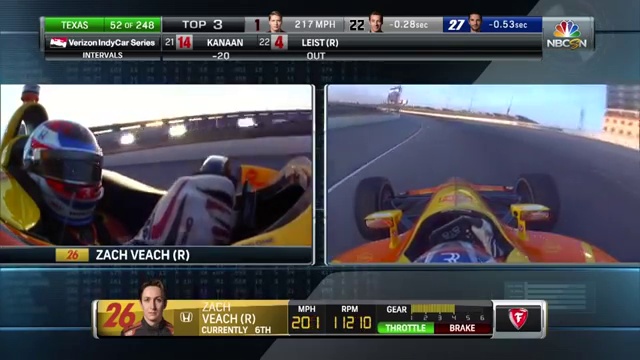 TEXAS 52 OF 248 TOP 3 1 217 MPH 22 -0.28sec 27 -0.53sec
Verizon IndyCar Series 21 14 KANAAN 22 4 LEIST (R) NBCSN
INTERVALS -20 OUT
26 ZACH VEACH (R)
26 ZACH VEACH (R) CURRENTLY 6TH
MPH RPM GEAR
201 11210 1 2 3 4 5 6
THROTTLE BRAKE